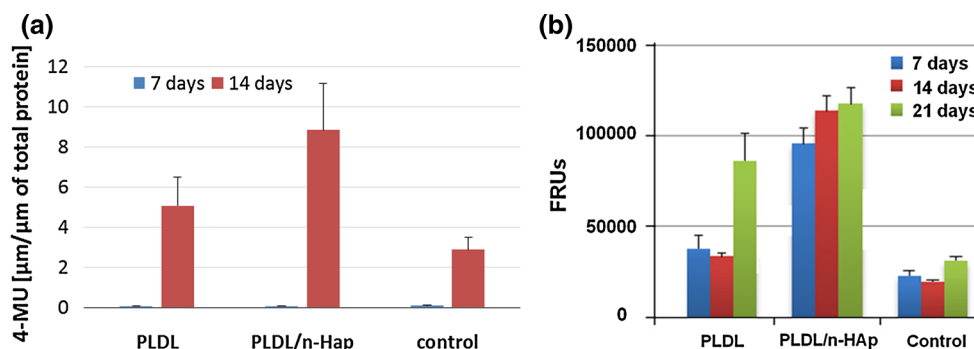 (a)
4-MU [μm/μm of total protein]
12
10
8
6
4
2
0
7 days
14 days
PLDL
PLDL/n-Hap
control
(b)
FRUs
150000
100000
50000
0
7 days
14 days
21 days
PLDL
PLDL/n-HAp
Control